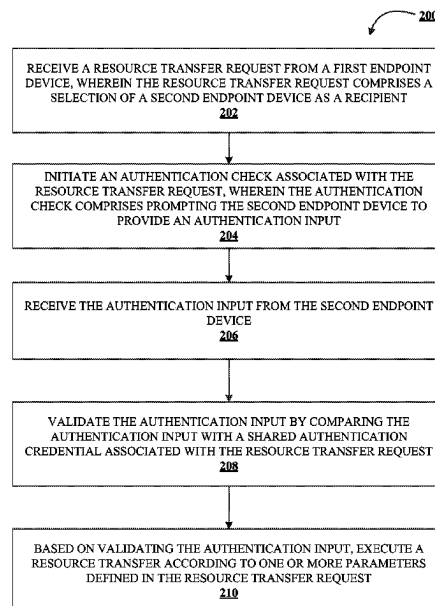 200
RECEIVE A RESOURCE TRANSFER REQUEST FROM A FIRST ENDPOINT
DEVICE, WHEREIN THE RESOURCE TRANSFER REQUEST COMPRISES A
SELECTION OF A SECOND ENDPOINT DEVICE AS A RECIPIENT
202
INITIATE AN AUTHENTICATION CHECK ASSOCIATED WITH THE
RESOURCE TRANSFER REQUEST, WHEREIN THE AUTHENTICATION
CHECK COMPRISES PROMPTING THE SECOND ENDPOINT DEVICE TO
PROVIDE AN AUTHENTICATION INPUT
204
RECEIVE THE AUTHENTICATION INPUT FROM THE SECOND ENDPOINT
DEVICE
206
VALIDATE THE AUTHENTICATION INPUT BY COMPARING THE
AUTHENTICATION INPUT WITH A SHARED AUTHENTICATION
CREDENTIAL ASSOCIATED WITH THE RESOURCE TRANSFER REQUEST
208
BASED ON VALIDATING THE AUTHENTICATION INPUT, EXECUTE A
RESOURCE TRANSFER ACCORDING TO ONE OR MORE PARAMETERS
DEFINED IN THE RESOURCE TRANSFER REQUEST
210